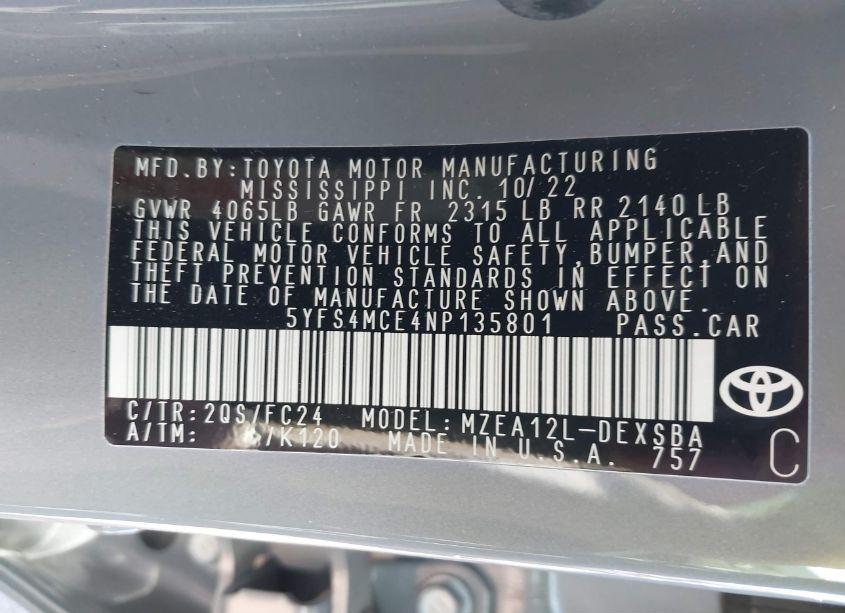 MFD.BY:TOYOTA MOTOR MANUFACTURING
MISSISSIPPI INC. 10/22
GVWR 4065LB GAWR FR 2315 LB RR 2140 LB
THIS VEHICLE CONFORMS TO ALL APPLICABLE
FEDERAL MOTOR VEHICLE SAFETY,BUMPER,AND
THEFT PREVENTION STANDARDS IN EFFECT ON
THE DATE OF MANUFACTURE SHOWN ABOVE.
5YFS4MCE4NP135801 PASS.CAR
C/TR:2QS/FC24 MODEL:MZEA12L-DEXSBA
A/TM: /K120 MADE IN U.S.A. 757
C